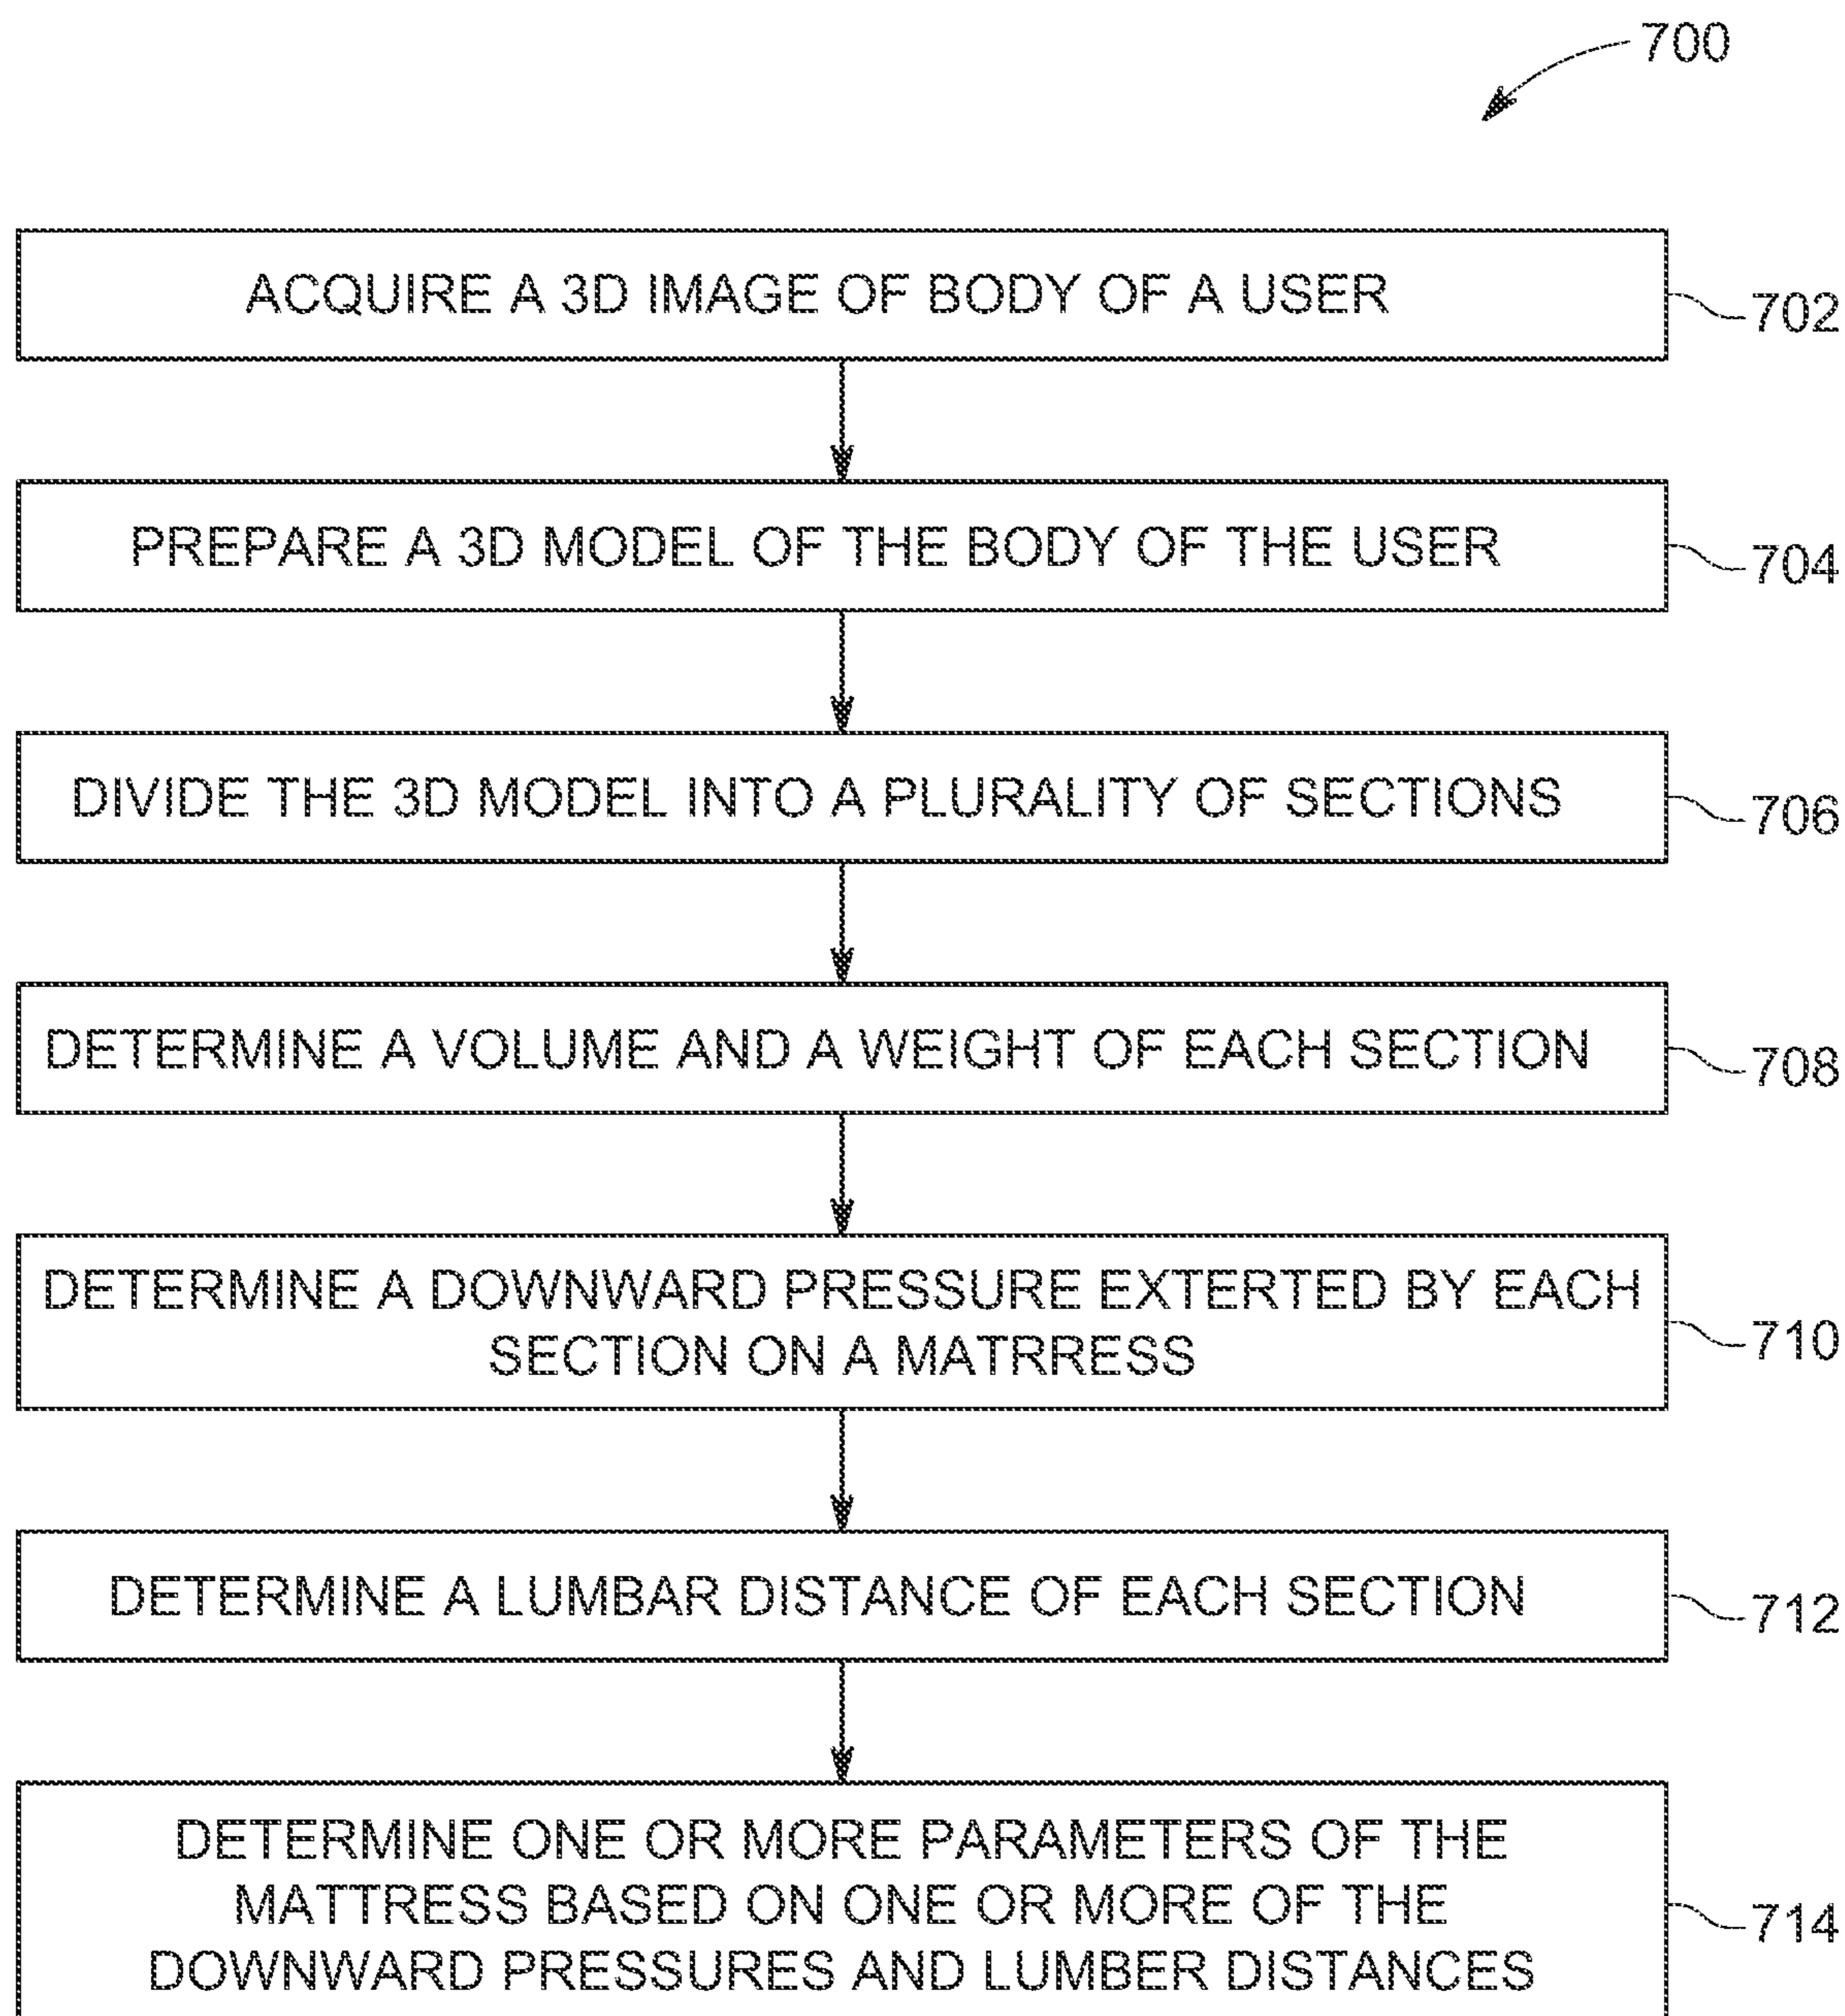 700
ACQUIRE A 3D IMAGE OF BODY OF A USER
702
PREPARE A 3D MODEL OF THE BODY OF THE USER
704
DIVIDE THE 3D MODEL INTO A PLURALITY OF SECTIONS
706
DETERMINE A VOLUME AND A WEIGHT OF EACH SECTION
708
DETERMINE A DOWNWARD PRESSURE EXTERTED BY EACH
SECTION ON A MATRRESS
710
DETERMINE A LUMBAR DISTANCE OF EACH SECTION
712
DETERMINE ONE OR MORE PARAMETERS OF THE
MATTRESS BASED ON ONE OR MORE OF THE
DOWNWARD PRESSURES AND LUMBER DISTANCES
714